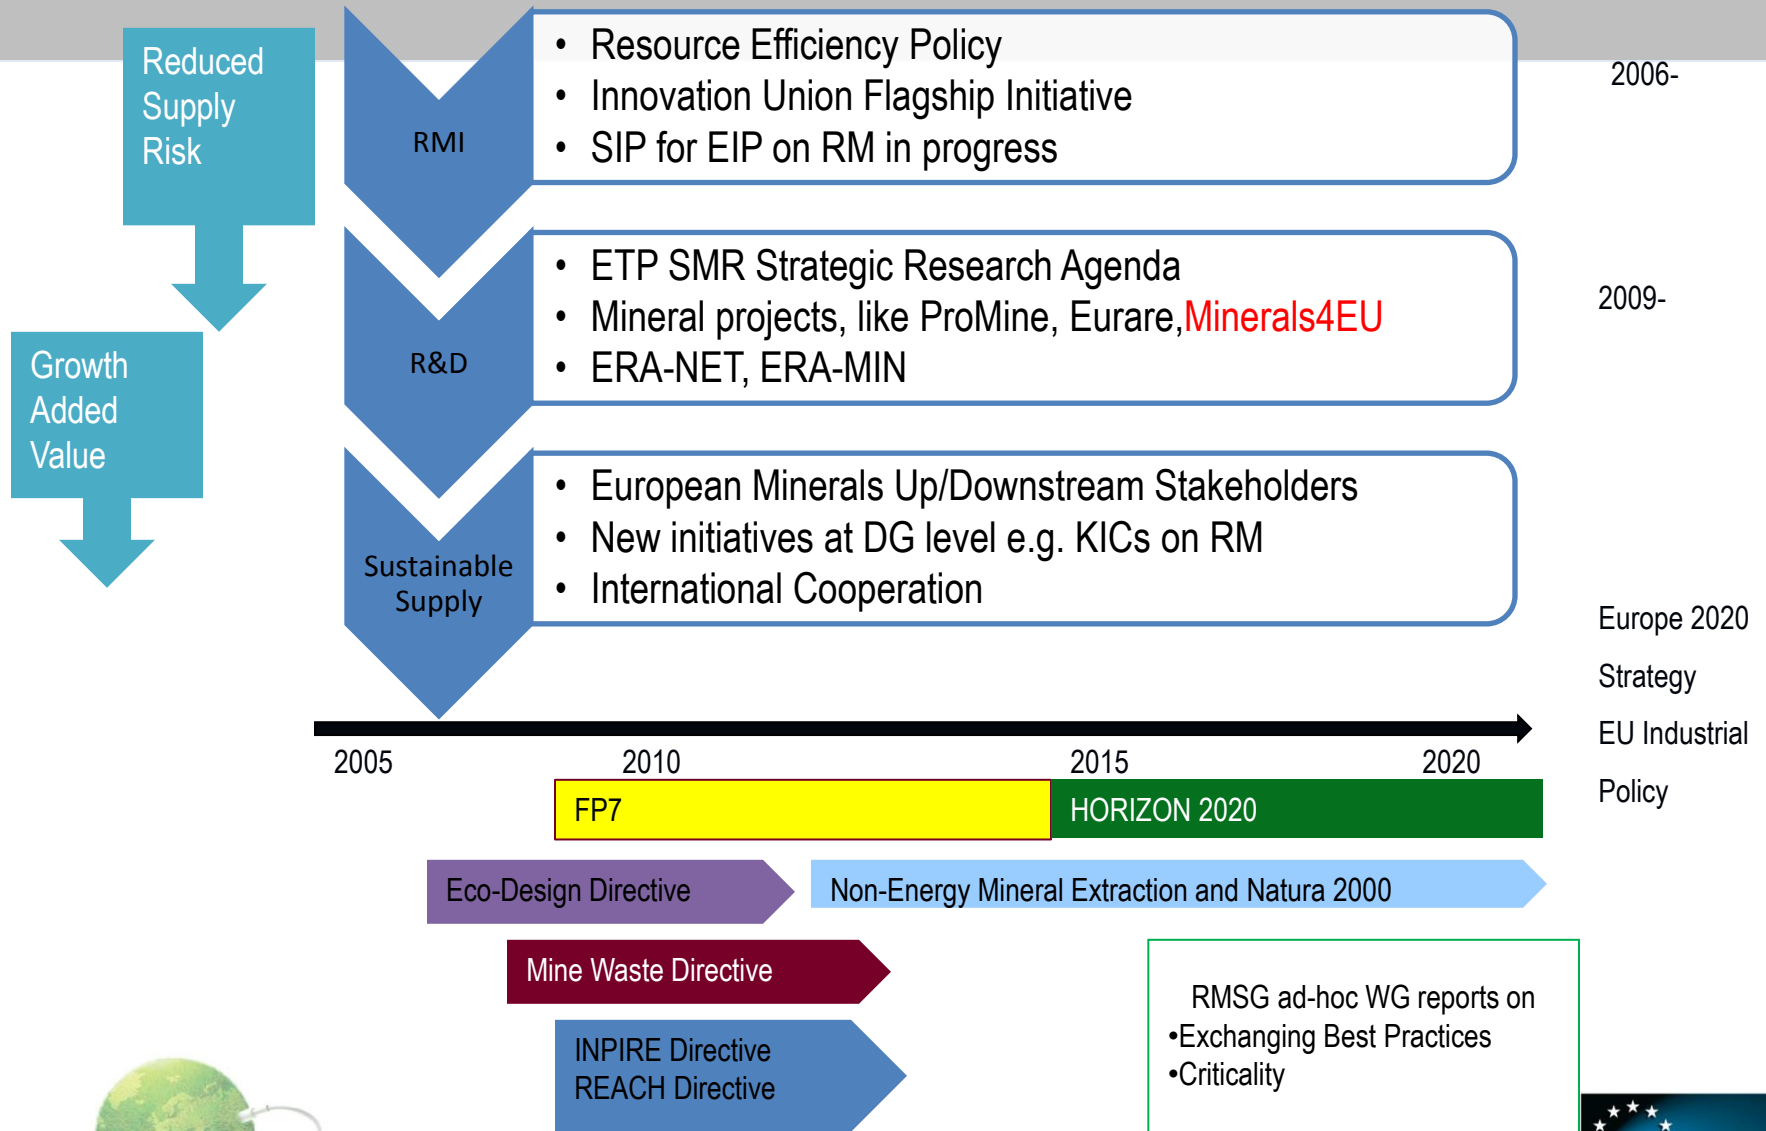 Reduced
Supply
Risk
RMI
• Resource Efficiency Policy
• Innovation Union Flagship Initiative
• SIP for EIP on RM in progress
2006-
Growth
Added
Value
R&D
• ETP SMR Strategic Research Agenda
• Mineral projects, like ProMine, Eurare,Minerals4EU
• ERA-NET, ERA-MIN
2009-
Sustainable
Supply
• European Minerals Up/Downstream Stakeholders
• New initiatives at DG level e.g. KICs on RM
• International Cooperation
Europe 2020
Strategy
EU Industrial
Policy
2005 2010 2015 2020
FP7 HORIZON 2020
Eco-Design Directive Non-Energy Mineral Extraction and Natura 2000
Mine Waste Directive
INPIRE Directive
REACH Directive
RMSG ad-hoc WG reports on
•Exchanging Best Practices
•Criticality